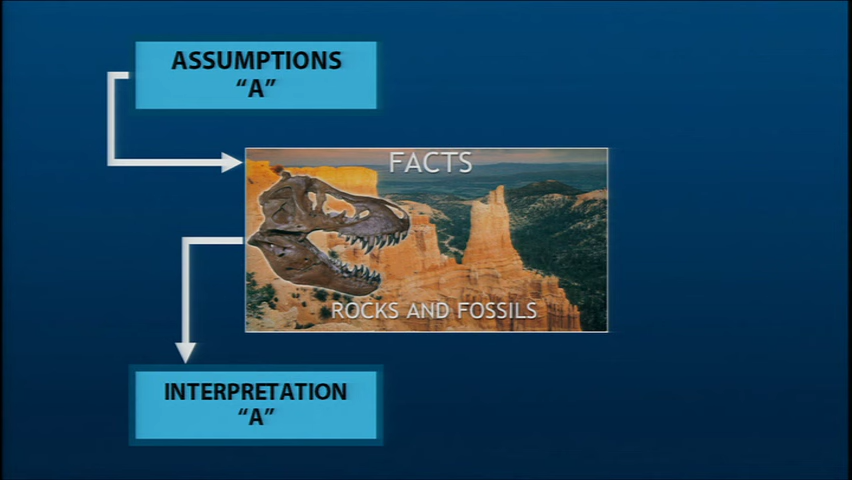 ASSUMPTIONS
“A”
FACTS
ROCKS AND FOSSILS
INTERPRETATION
“A”